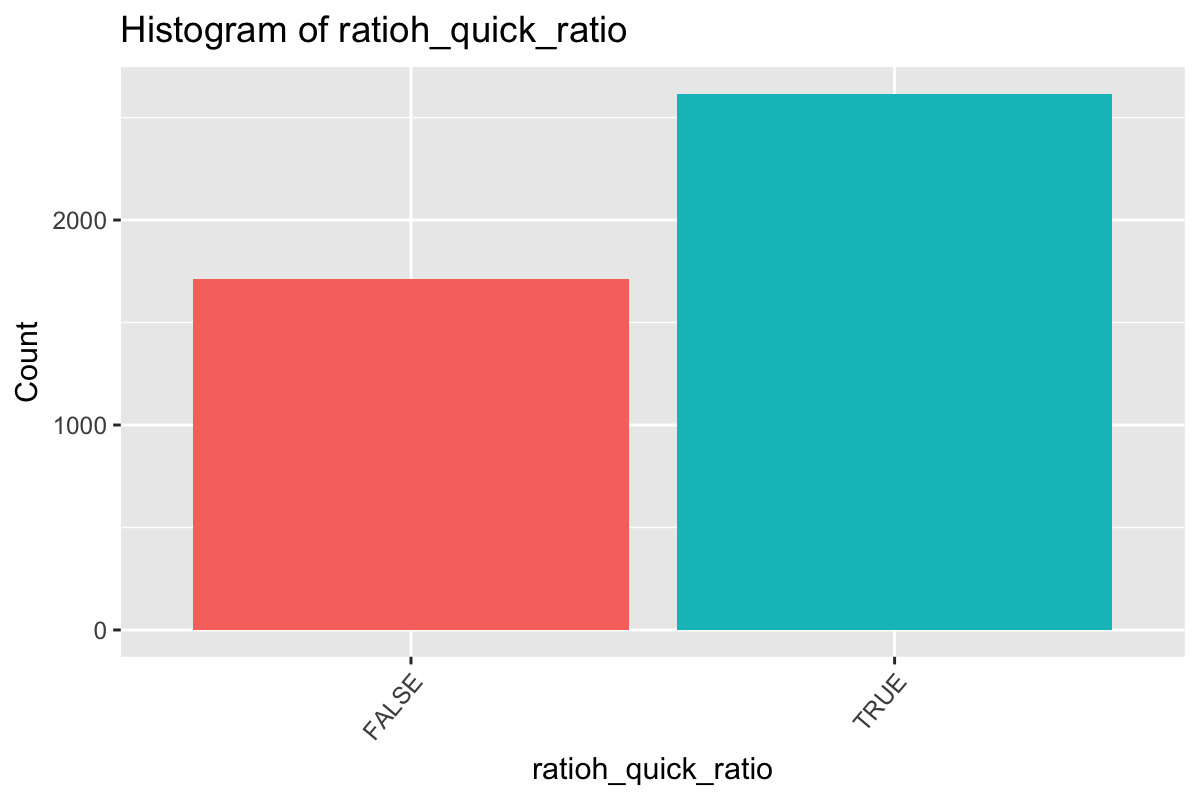 Histogram of ratioh_quick_ratio
Count
2000
1000
0
FALSE
TRUE
ratioh_quick_ratio